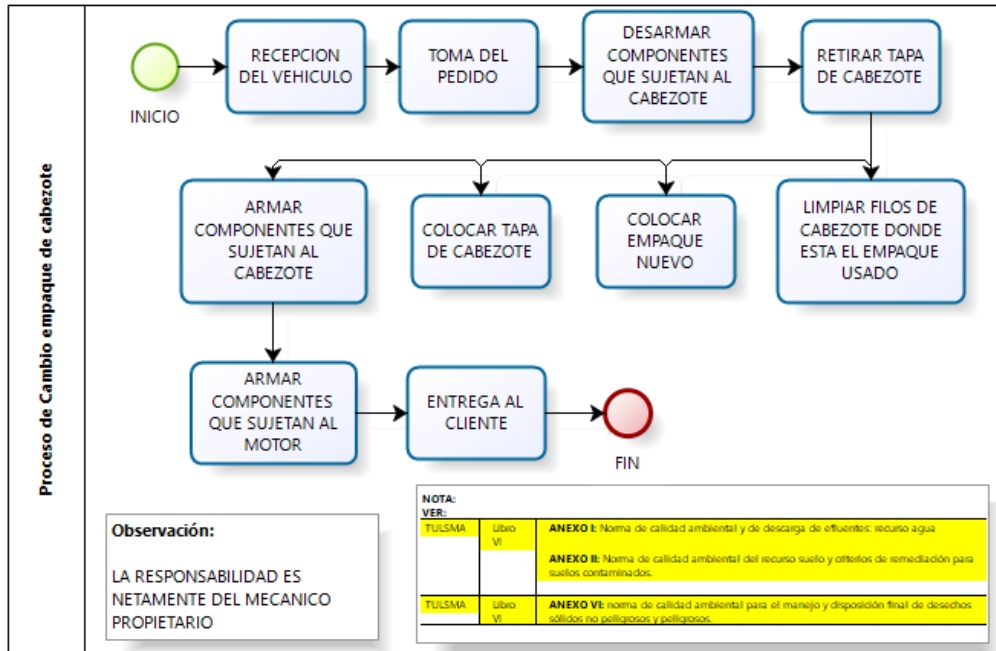 Proceso de Cambio empaque de cabezote
INICIO
RECEPCION
DEL VEHICULO
TOMA DEL
PEDIDO
DESARMAR
COMPONENTES
QUE SUJETAN AL
CABEZOTE
RETIRAR TAPA
DE CABEZOTE
ARMAR
COMPONENTES QUE
SUJETAN AL
CABEZOTE
COLOCAR TAPA
DE CABEZOTE
COLOCAR
EMPAQUE
NUEVO
LIMPIAR FILOS DE
CABEZOTE DONDE
ESTA EL EMPAQUE
USADO
ARMAR
COMPONENTES
QUE SUJETAN AL
MOTOR
ENTREGA AL
CLIENTE
FIN
Observación:
LA RESPONSABILIDAD ES
NETAMENTE DEL MECANICO
PROPIETARIO
NOTA:
VER:
TULSMA
Libro
VI
ANEXO I: Norma de calidad ambiental y de descarga de efluentes: recurso agua
ANEXO II: Norma de calidad ambiental del recurso suelo y criterios de remediación para
suelos contaminados.
TULSMA
Libro
VI
ANEXO VI: norma de calidad ambiental para el manejo y disposición final de desechos
sólidos no peligrosos y peligrosos.